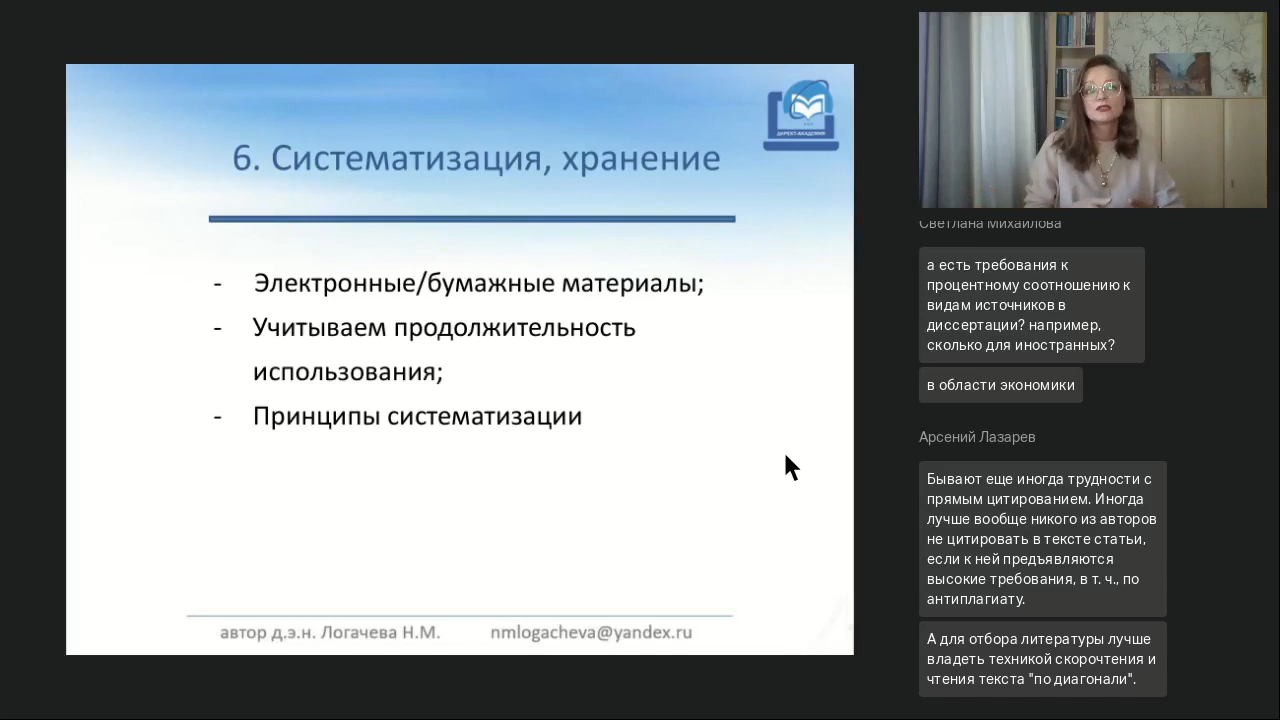 ДИРЕКТ-АКАДЕМИЯ
6. Систематизация, хранение
- Электронные/бумажные материалы;
- Учитываем продолжительность
использования;
- Принципы систематизации
автор д.э.н. Логачева Н.М. nmlogacheva@yandex.ru
Светлана Михайлова
а есть требования к
процентному соотношению к
видам источников в
диссертации? например,
сколько для иностранных?
в области экономики
Арсений Лазарев
Бывают еще иногда трудности с
прямым цитированием. Иногда
лучше вообще никого из авторов
не цитировать в тексте статьи,
если к ней предъявляются
высокие требования, в т. ч., по
антиплагиату.
А для отбора литературы лучше
владеть техникой скорочтения и
чтения текста "по диагонали".